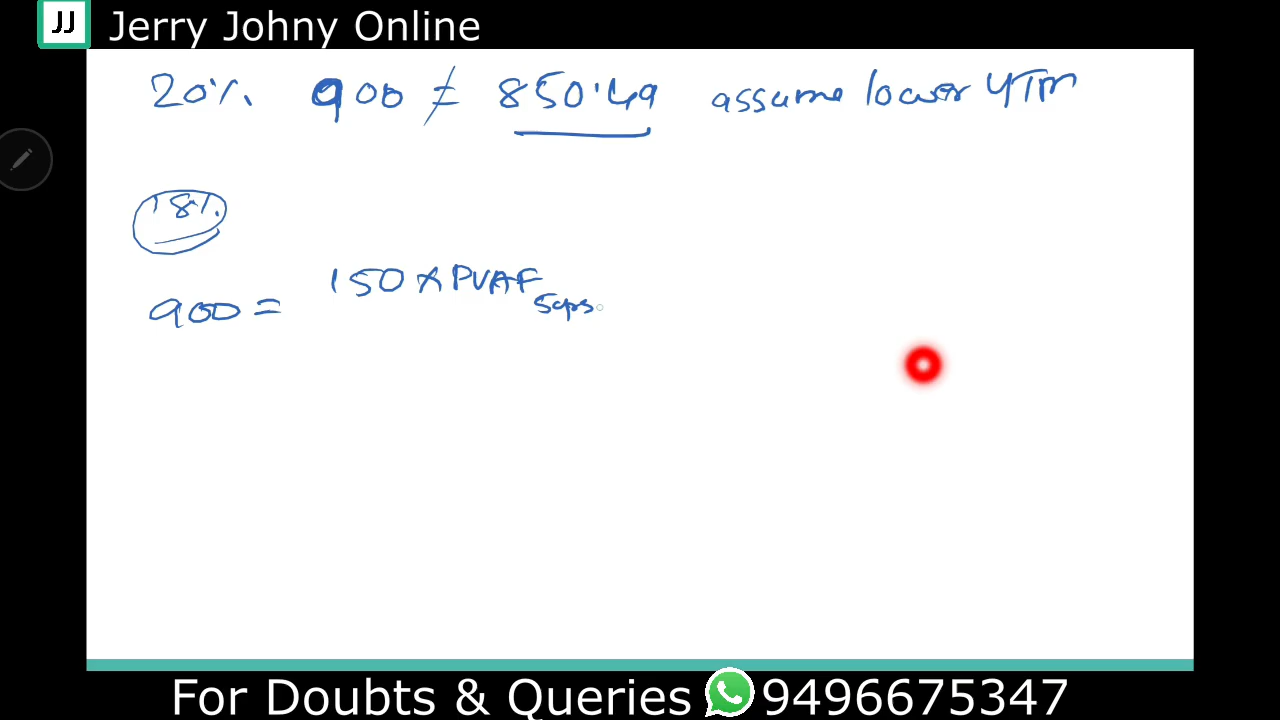 JJ Jerry Johny Online
20% 900 ≠ 850.49 assume lower YTM
18%
150 x PVAF 5yrs.
900 =
For Doubts & Queries 9496675347